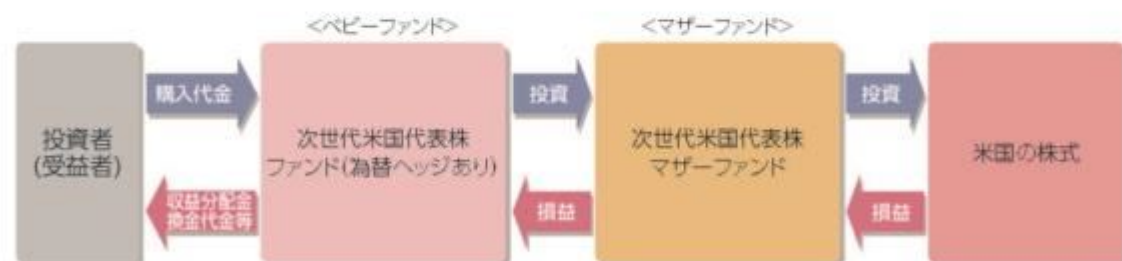 <ベビーファンド>
<マザーファンド>
投資者
(受益者)
購入代金
収益分配金
換金代金等
次世代米国代表株
ファンド(為替ヘッジあり)
投資
損益
次世代米国代表株
マザーファンド
投資
損益
米国の株式